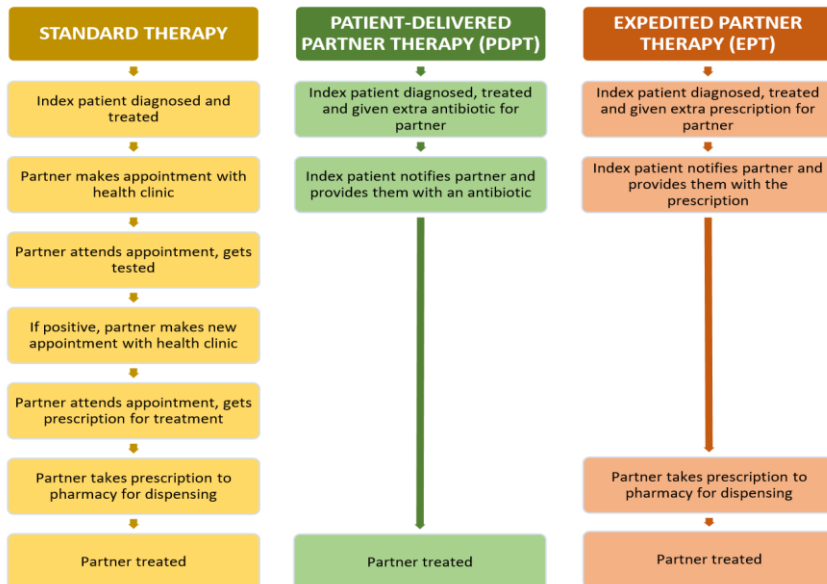 STANDARD THERAPY
Index patient diagnosed and
treated
Partner makes appointment with
health clinic
Partner attends appointment, gets
tested
If positive, partner makes new
appointment with health clinic
Partner attends appointment, gets
prescription for treatment
Partner takes prescription to
pharmacy for dispensing
Partner treated
PATIENT-DELIVERED
PARTNER THERAPY (PDPT)
Index patient diagnosed, treated
and given extra antibiotic for
partner
Index patient notifies partner and
provides them with an antibiotic
Partner treated
EXPEDITED PARTNER
THERAPY (EPT)
Index patient diagnosed, treated
and given extra prescription for
partner
Index patient notifies partner and
provides them with the
prescription
Partner takes prescription to
pharmacy for dispensing
Partner treated